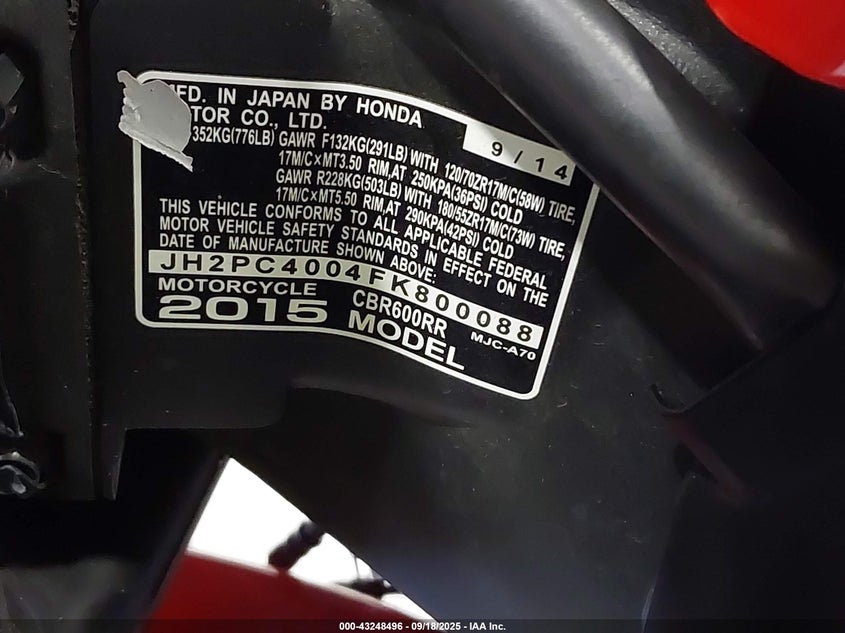 MFD. IN JAPAN BY HONDA
MOTOR CO., LTD.
9/14
352KG(776LB) GAWR F132KG(291LB) WITH 120/70ZR17M/C(58W) TIRE,
17M/C×MT3.50 RIM,AT 250KPA(36PSI) COLD
GAWR R228KG(503LB) WITH 180/55ZR17M/C(73W) TIRE,
17M/C×MT5.50 RIM,AT 290KPA(42PSI) COLD
THIS VEHICLE CONFORMS TO ALL APPLICABLE FEDERAL
MOTOR VEHICLE SAFETY STANDARDS IN EFFECT ON THE
DATE OF MANUFACTURE SHOWN ABOVE:
JH2PC4004FK800088
MOTORCYCLE CBR600RR MJC-A70
2015 MODEL
000-43248496 - 09/18/2025 - IAA Inc.